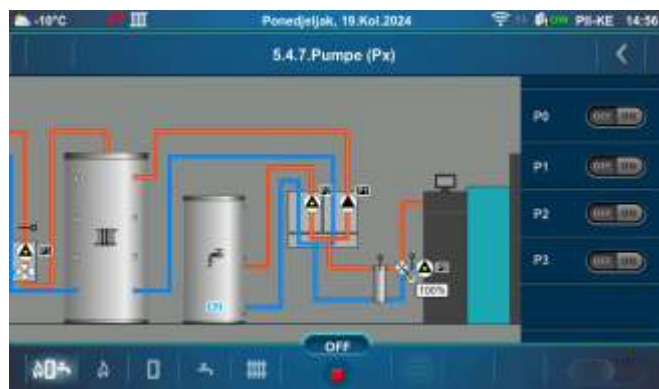 -10°C
Ponedjeljak, 19.Kol.2024
PII-KE 14:56
5.4.7.Pumpe (Px)
P0 OFF ON
P1 OFF ON
P2 OFF ON
P3 OFF ON
100%
OFF